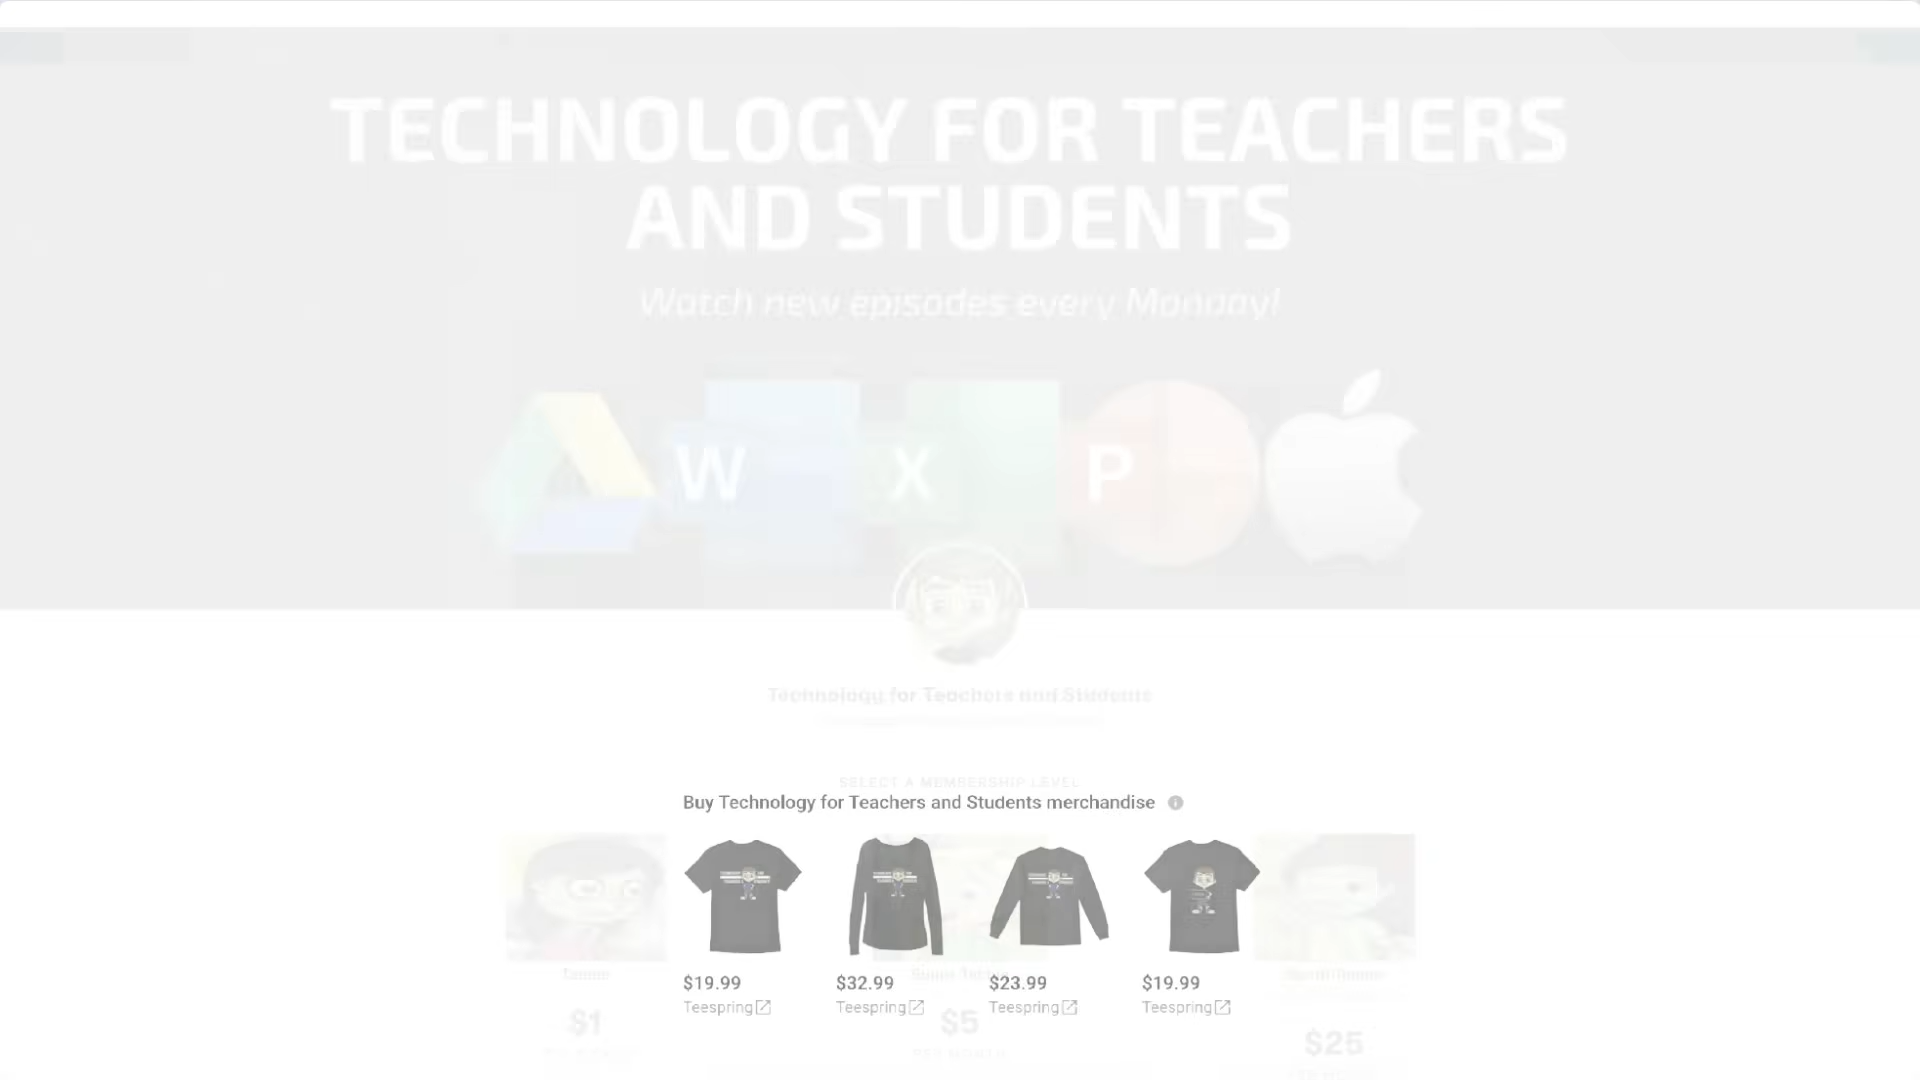 TECHNOLOGY FOR TEACHERS
AND STUDENTS
Watch new episodes every Monday!
W X P
Technology for Teachers and Students
SELECT A MEMBERSHIP LEVEL
Buy Technology for Teachers and Students merchandise
$19.99 $32.99 $23.99 $19.99
Teespring Teespring Teespring Teespring
$1 $5 $25
PER MONTH